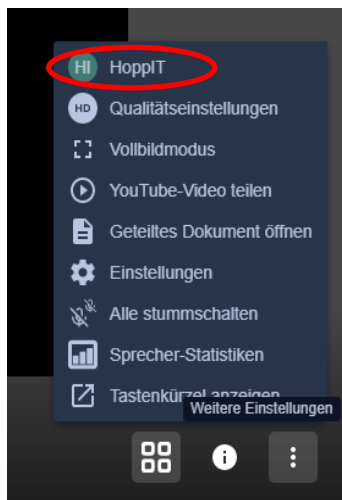 HI HoppIT
HD Qualitätseinstellungen
Vollbildmodus
YouTube-Video teilen
Geteiltes Dokument öffnen
Einstellungen
Alle stummschalten
Sprecher-Statistiken
Tastenkürzel anzeigen
Weitere Einstellungen